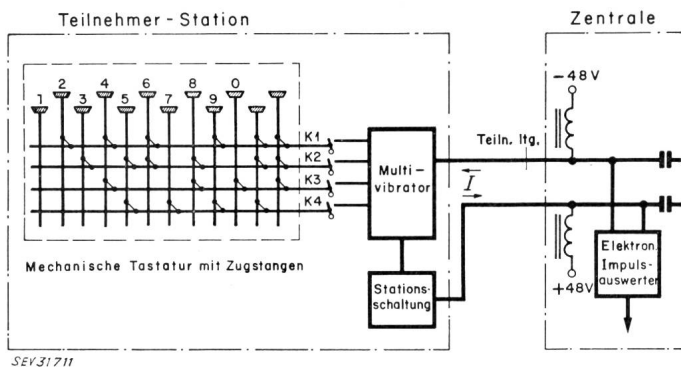 Teilnehmer-Station
Zentrale
1 2 3 4 5 6 7 8 9 0
K1
K2
K3
K4
Multi-
vibrator
Stations-
schaltung
Mechanische Tastatur mit Zugstangen
Teiln. ltg.
I
-48V
+48V
Elektron.
Impuls-
auswerter
SEV31711